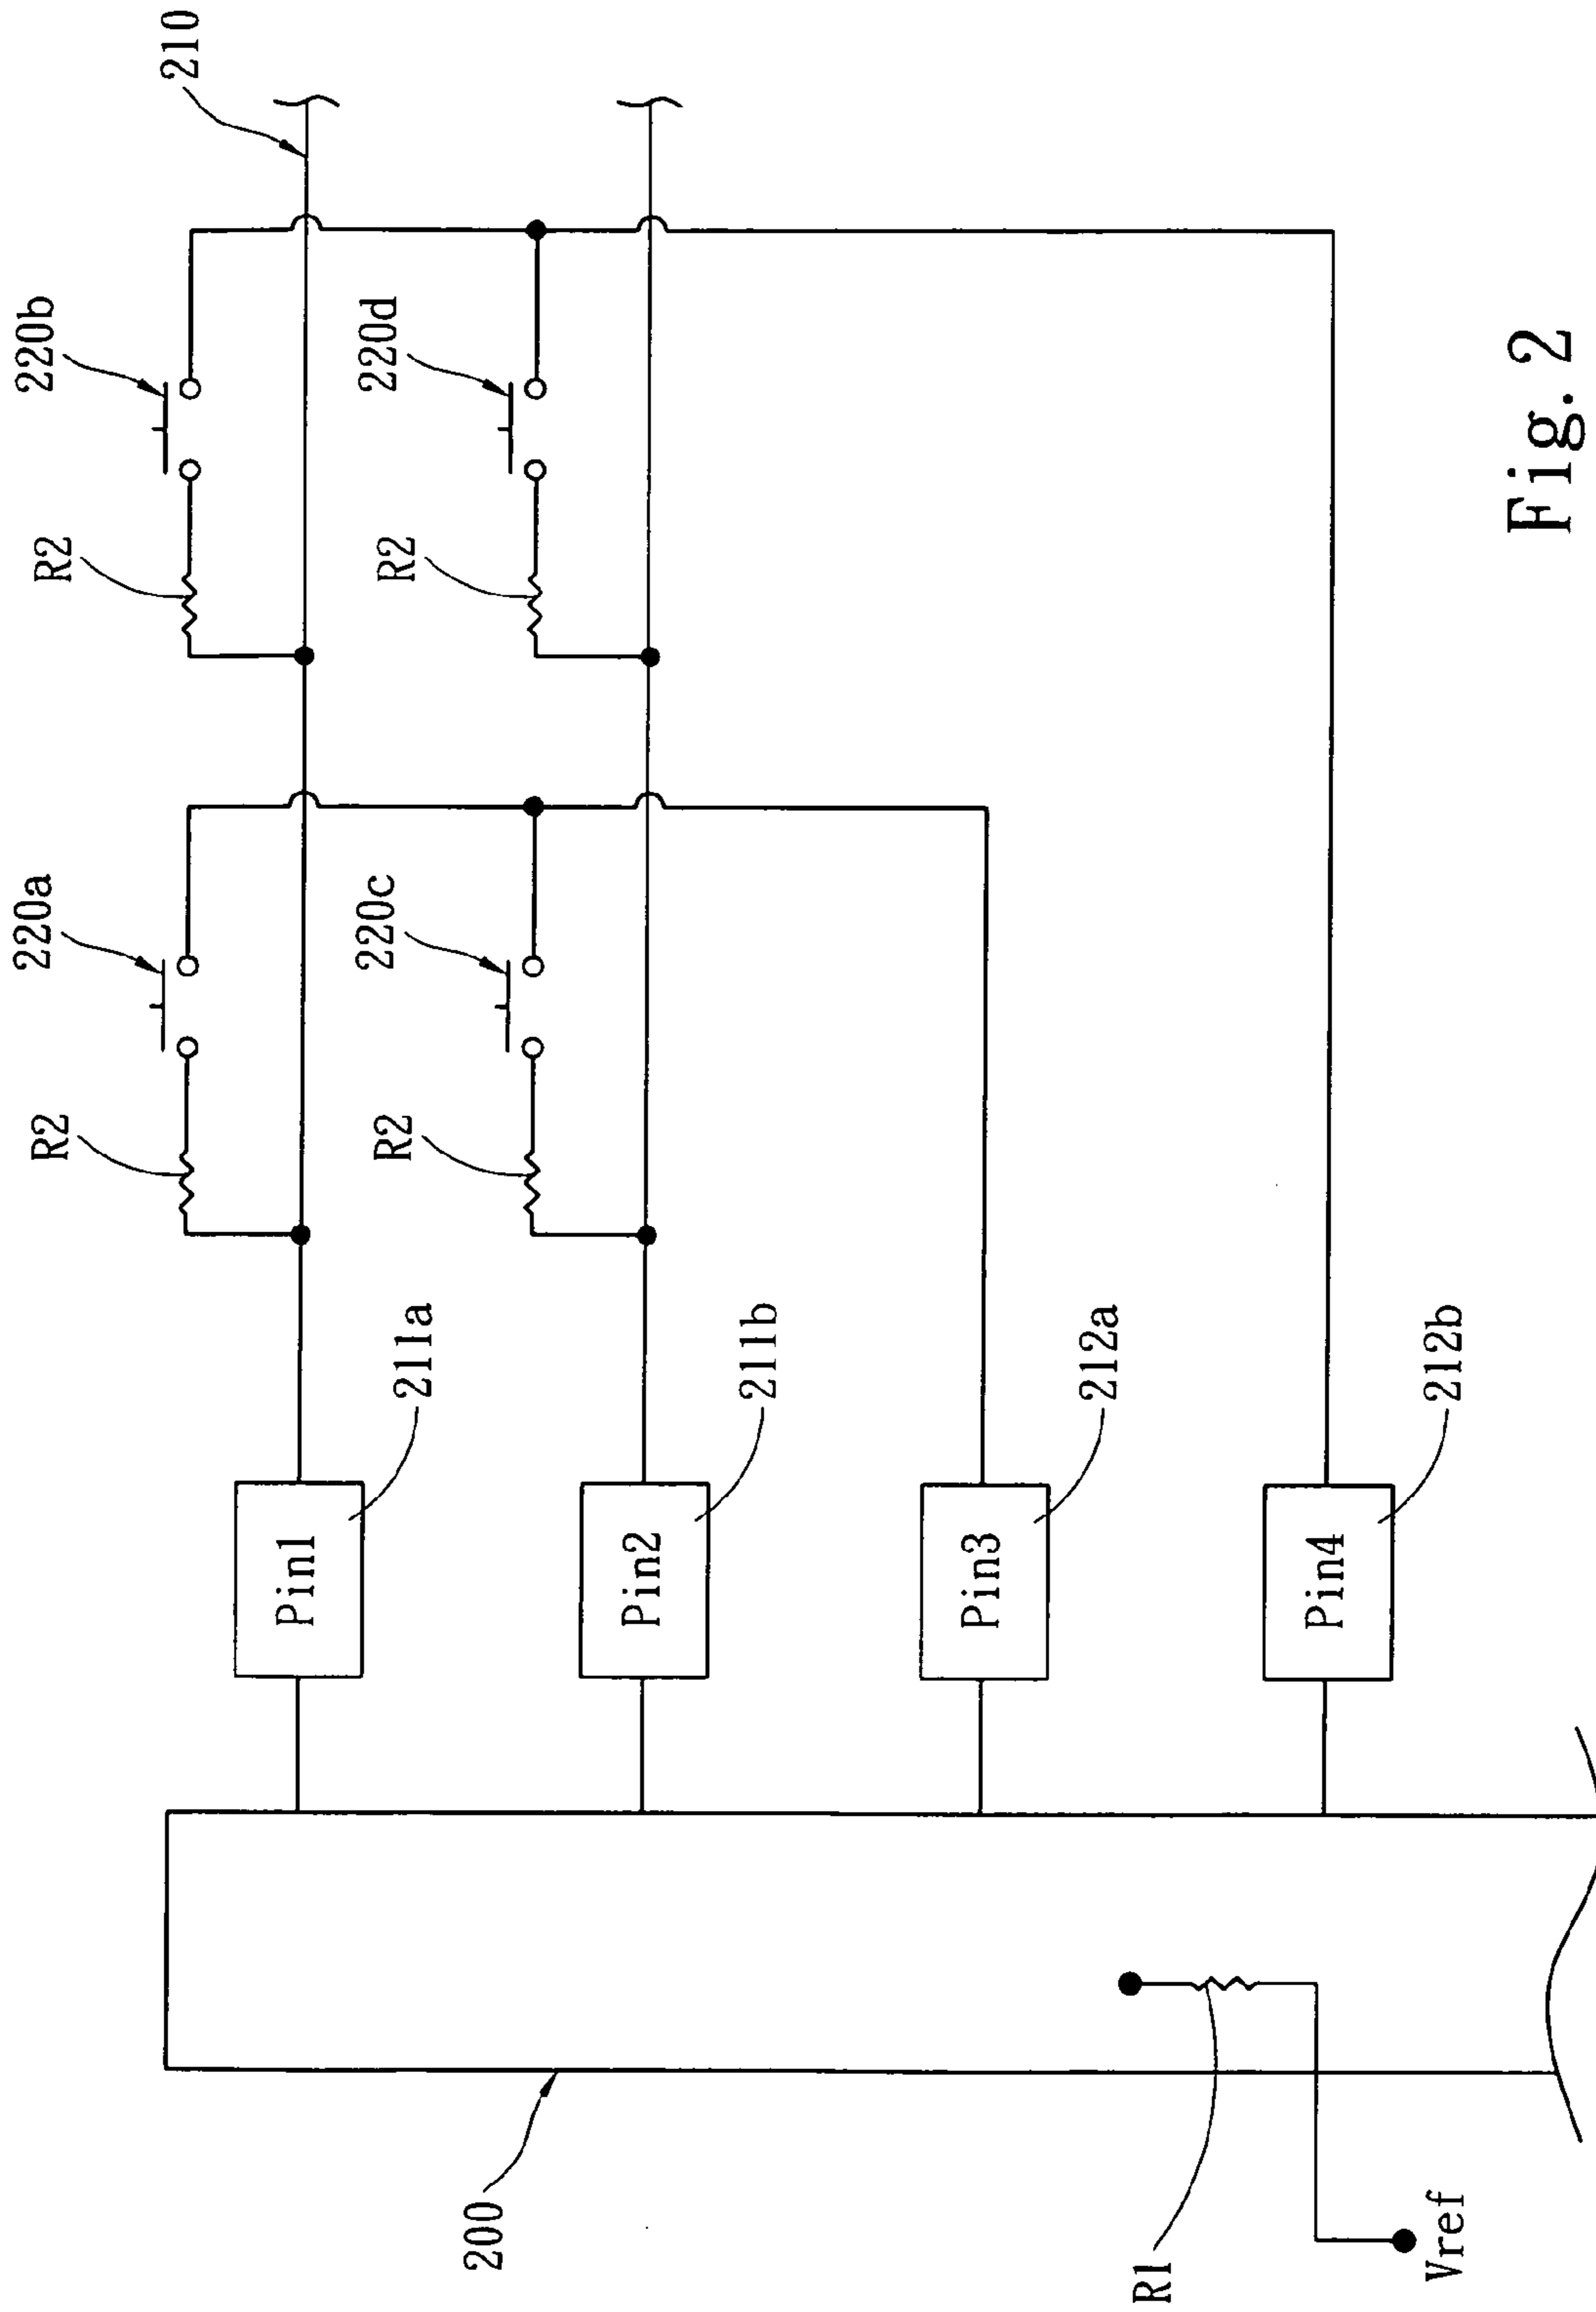 210
220b
220d
R2
R2
220a
220c
R2
R2
211a
211b
212a
212b
Pin1
Pin2
Pin3
Pin4
200
R1
Vref
Fig. 2